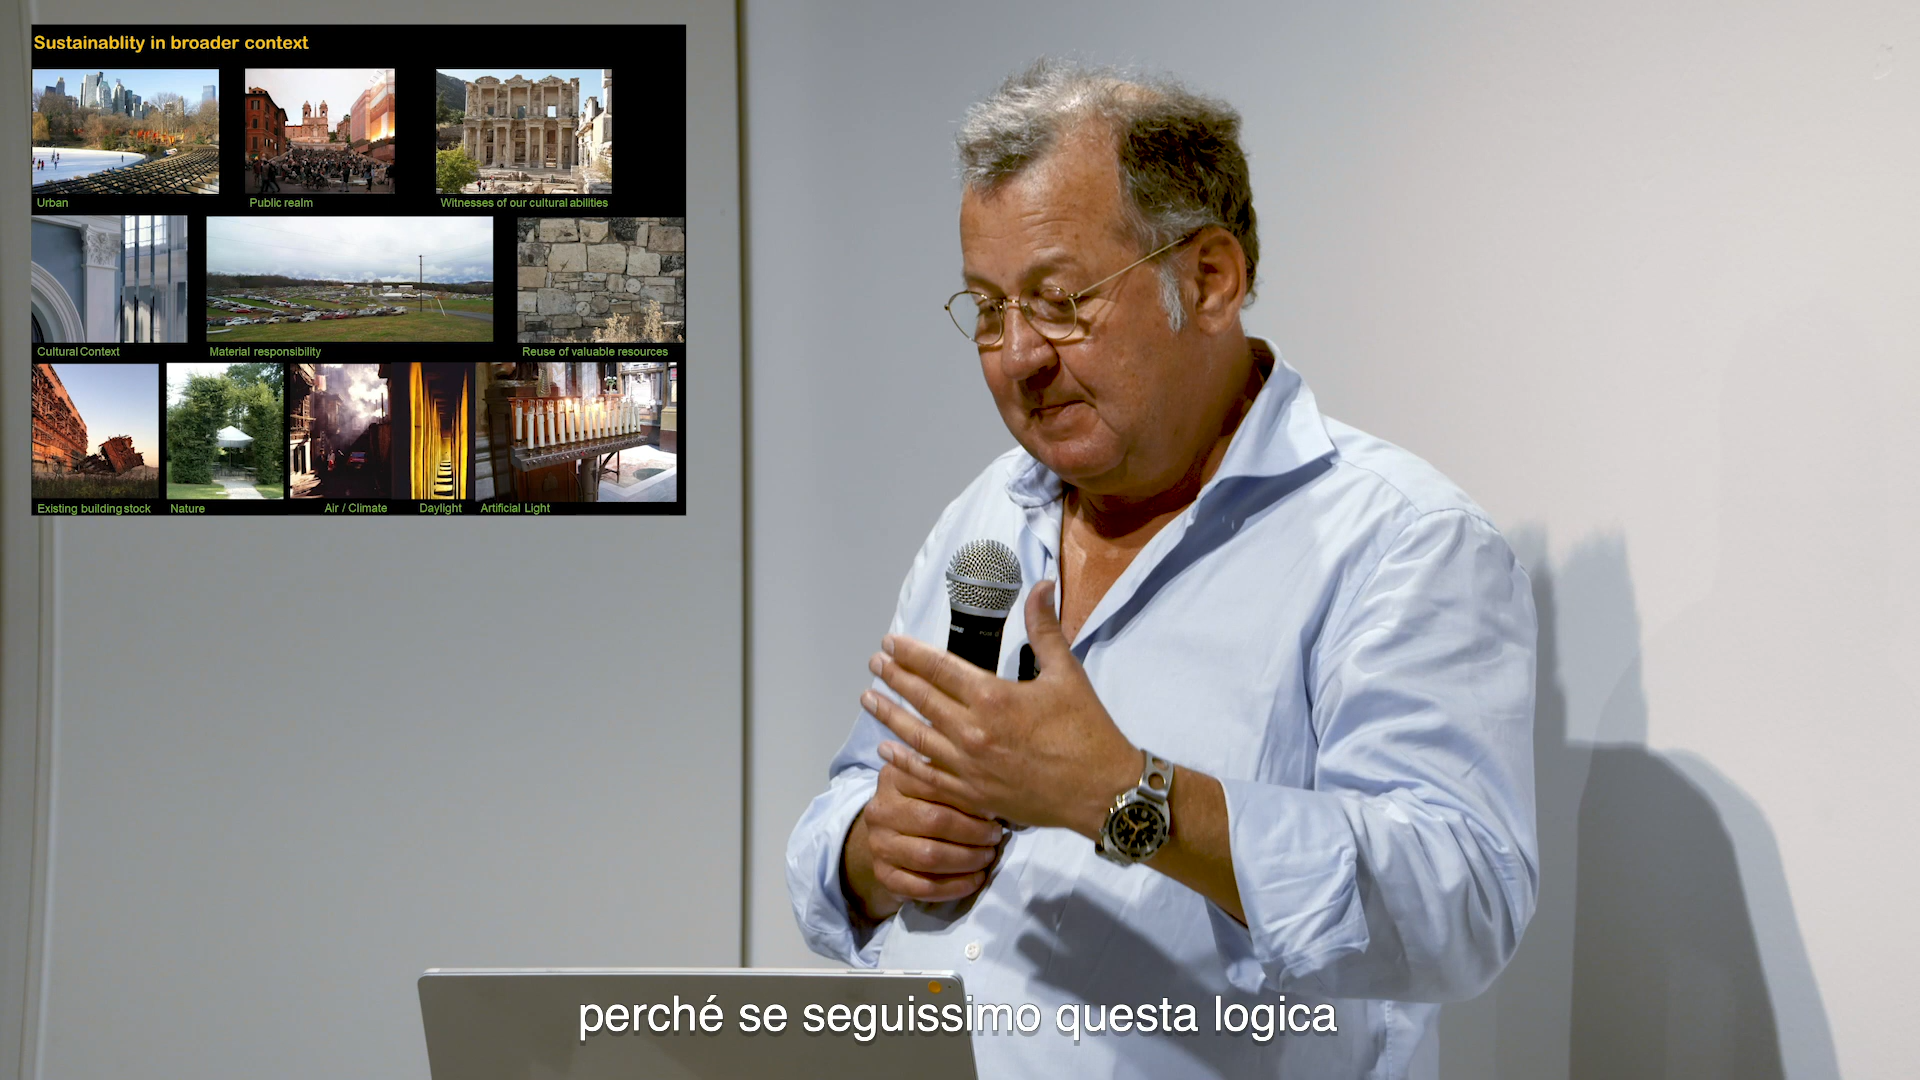 Sustainablity in broader context
Urban
Public realm
Witnesses of our cultural abilities
Cultural Context
Material responsibility
Reuse of valuable resources
Existing building stock
Nature
Air / Climate
Daylight
Artificial Light
perché se seguissimo questa logica